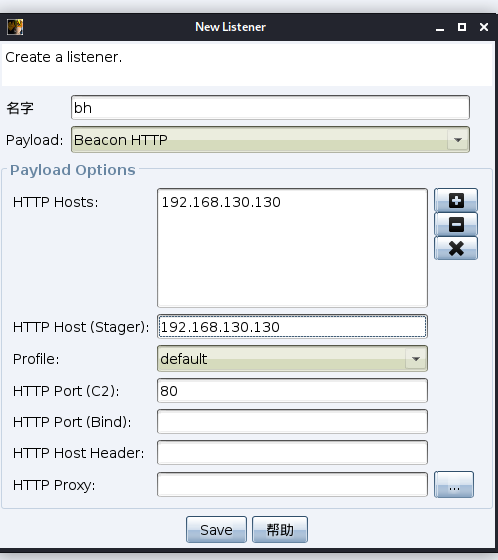 New Listener
Create a listener.
名字 bh
Payload: Beacon HTTP
Payload Options
HTTP Hosts: 192.168.130.130
HTTP Host (Stager): 192.168.130.130
Profile: default
HTTP Port (C2): 80
HTTP Port (Bind):
HTTP Host Header:
HTTP Proxy: ...
Save 帮助